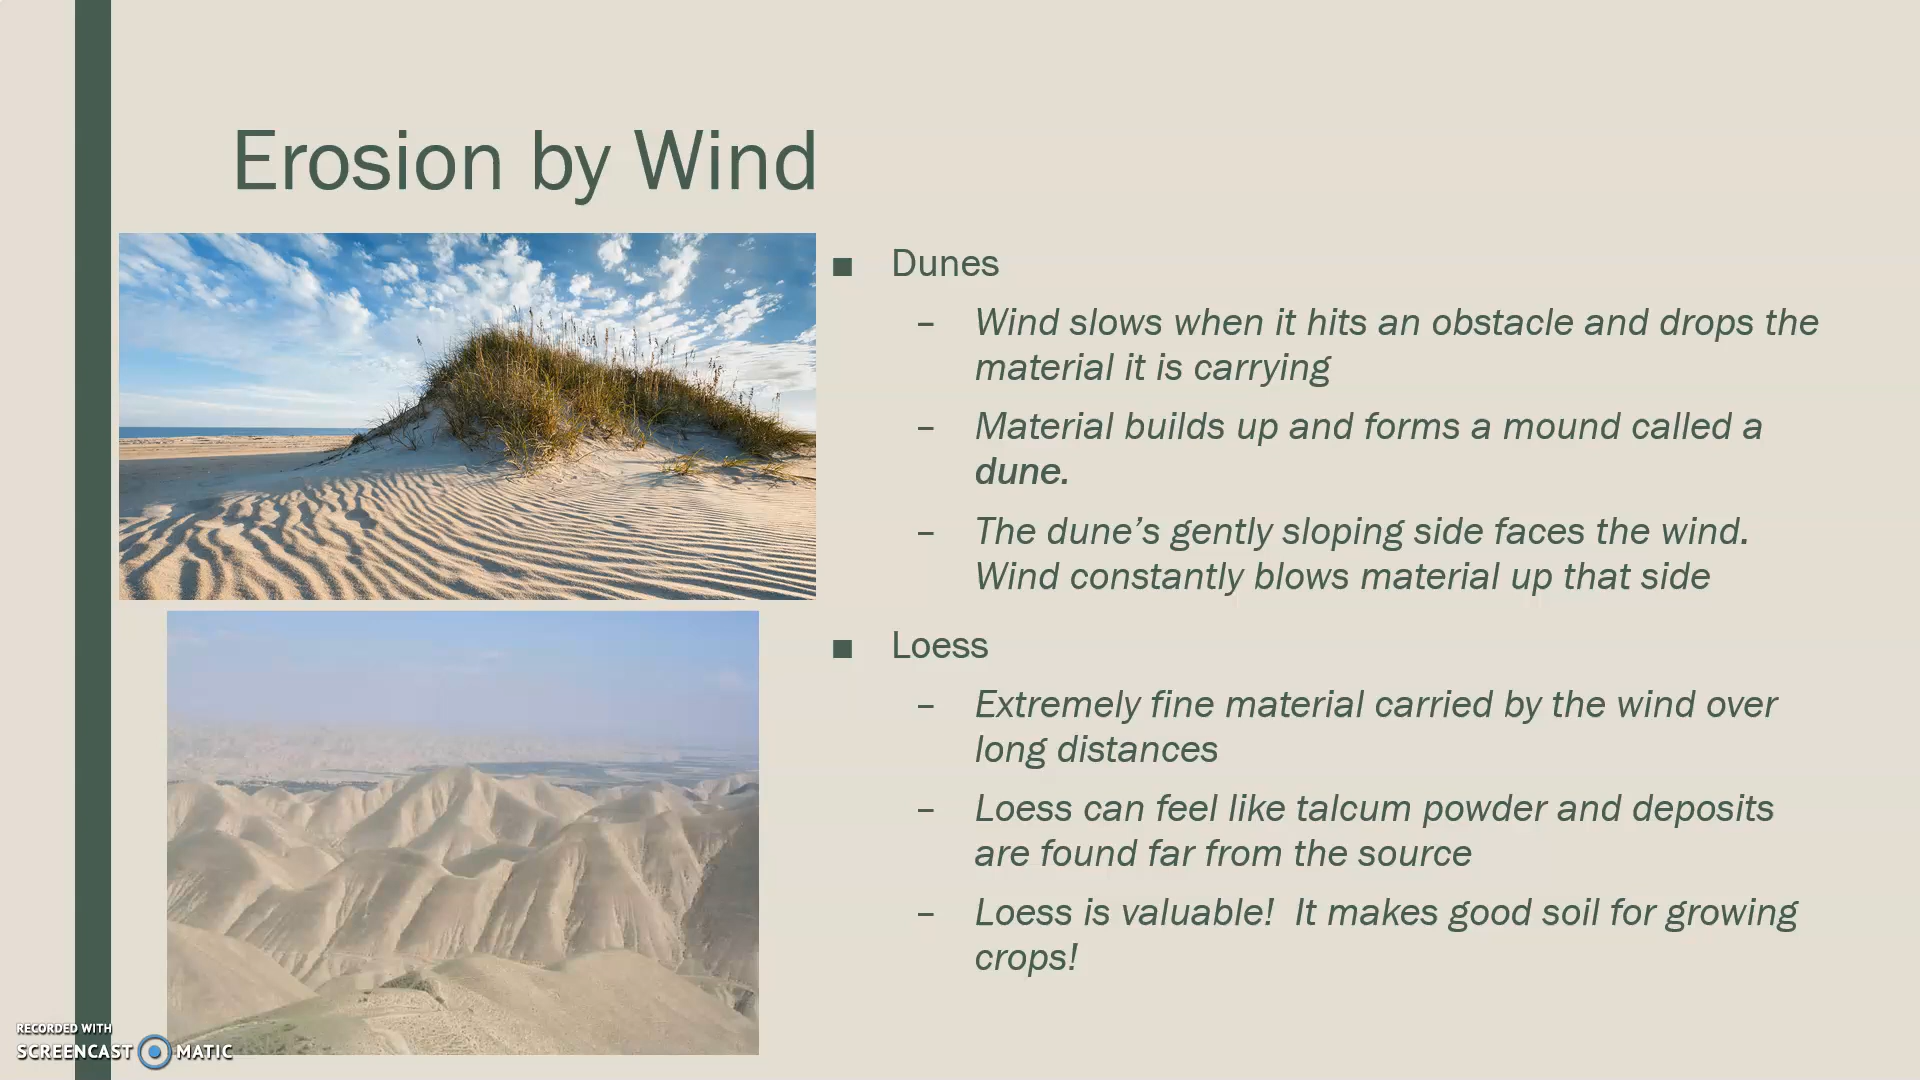 Erosion by Wind
■ Dunes
– Wind slows when it hits an obstacle and drops the
material it is carrying
– Material builds up and forms a mound called a
dune.
– The dune’s gently sloping side faces the wind.
Wind constantly blows material up that side
■ Loess
– Extremely fine material carried by the wind over
long distances
– Loess can feel like talcum powder and deposits
are found far from the source
– Loess is valuable!  It makes good soil for growing
crops!
RECORDED WITH
SCREENCAST MATIC